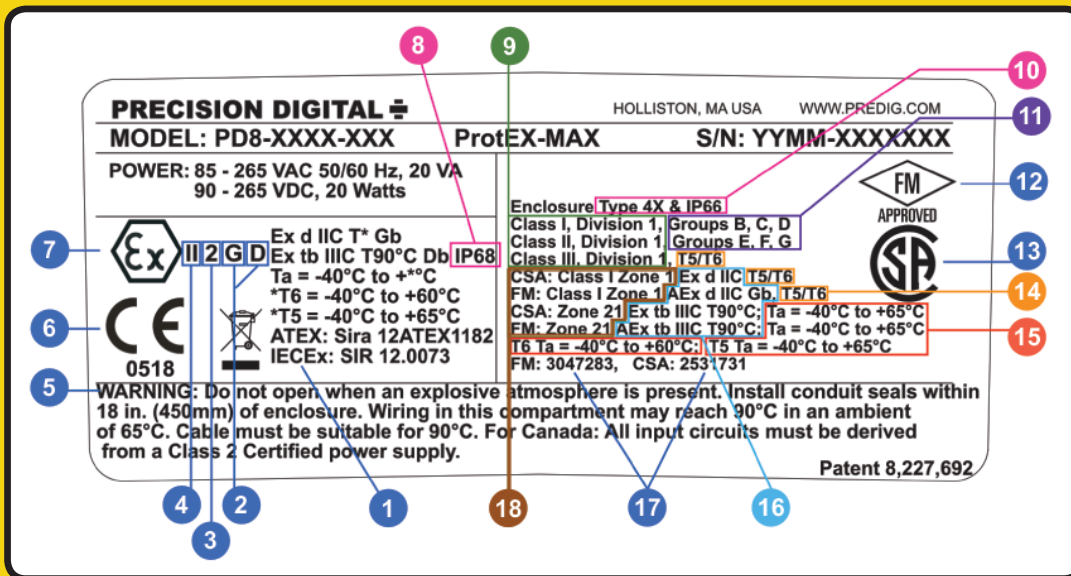 8
9
10
11
PRECISION DIGITAL
HOLLISTON, MA USA WWW.PREDIG.COM
MODEL: PD8-XXXX-XXX ProtEX-MAX S/N: YYMM-XXXXXXX
POWER: 85 - 265 VAC 50/60 Hz, 20 VA
90 - 265 VDC, 20 Watts
7
Ex
II 2 G D
Ex d IIC T* Gb
Ex tb IIIC T90°C Db IP68
Ta = -40°C to +*°C
*T6 = -40°C to +60°C
*T5 = -40°C to +65°C
ATEX: Sira 12ATEX1182
IECEx: SIR 12.0073
6
CE
0518
Enclosure Type 4X & IP66
Class I, Division 1, Groups B, C, D
Class II, Division 1, Groups E, F, G
Class III, Division 1, T5/T6
CSA: Class I Zone 1 Ex d IIC T5/T6
FM: Class I Zone 1 AEx d IIC Gb, T5/T6
CSA: Zone 21 Ex tb IIIC T90°C; Ta = -40°C to +65°C
FM: Zone 21 AEx tb IIIC T90°C; Ta = -40°C to +65°C
T6 Ta = -40°C to +60°C; T5 Ta = -40°C to +65°C
FM: 3047283, CSA: 2531731
FM
APPROVED
12
SA
13
14
15
5
WARNING: Do not open when an explosive atmosphere is present. Install conduit seals within
18 in. (450mm) of enclosure. Wiring in this compartment may reach 90°C in an ambient
of 65°C. Cable must be suitable for 90°C. For Canada: All input circuits must be derived
from a Class 2 Certified power supply.
Patent 8,227,692
4
3
2
1
18
17
16